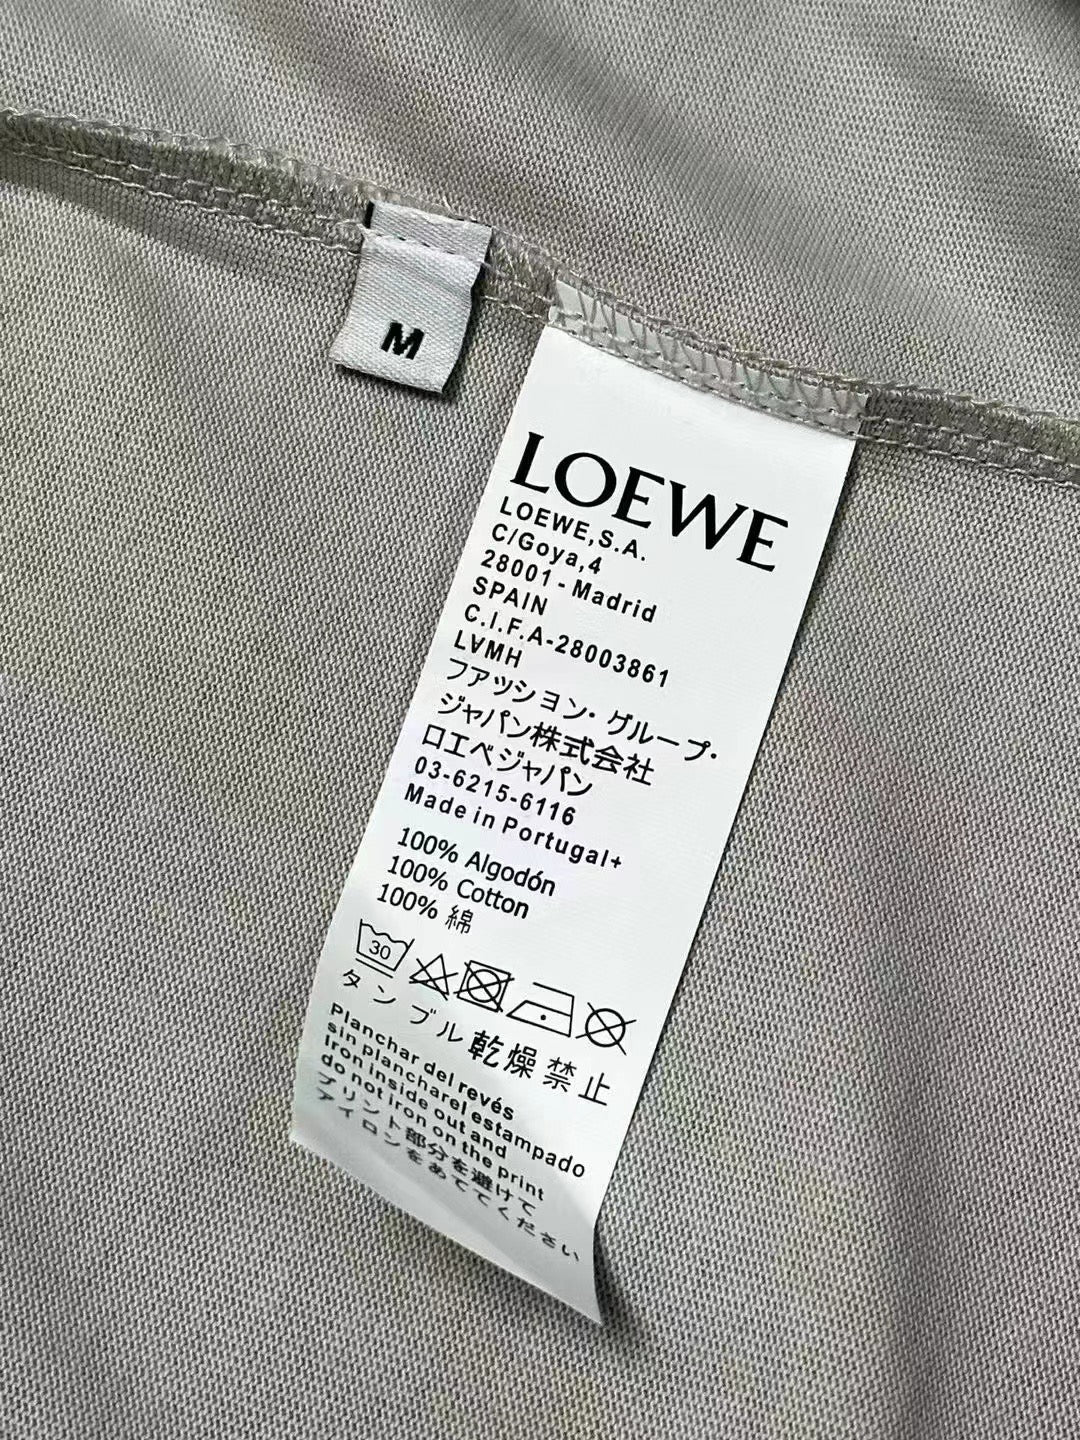 M
LOEWE
LOEWE,S.A.
C/Goya,4
28001-Madrid
SPAIN
C.I.F.A-28003861
LVMH
ファッション・グループ・
ジャパン株式会社
ロエベジャパン
03-6215-6116
Made in Portugal+
100% Algodón
100% Cotton
100% 綿
30
タンブル乾燥禁止
Planchar del revés
sin plancharel estampado
Iron inside out and
do not iron on the print
プリント部分を避けて
アイロンをあててください